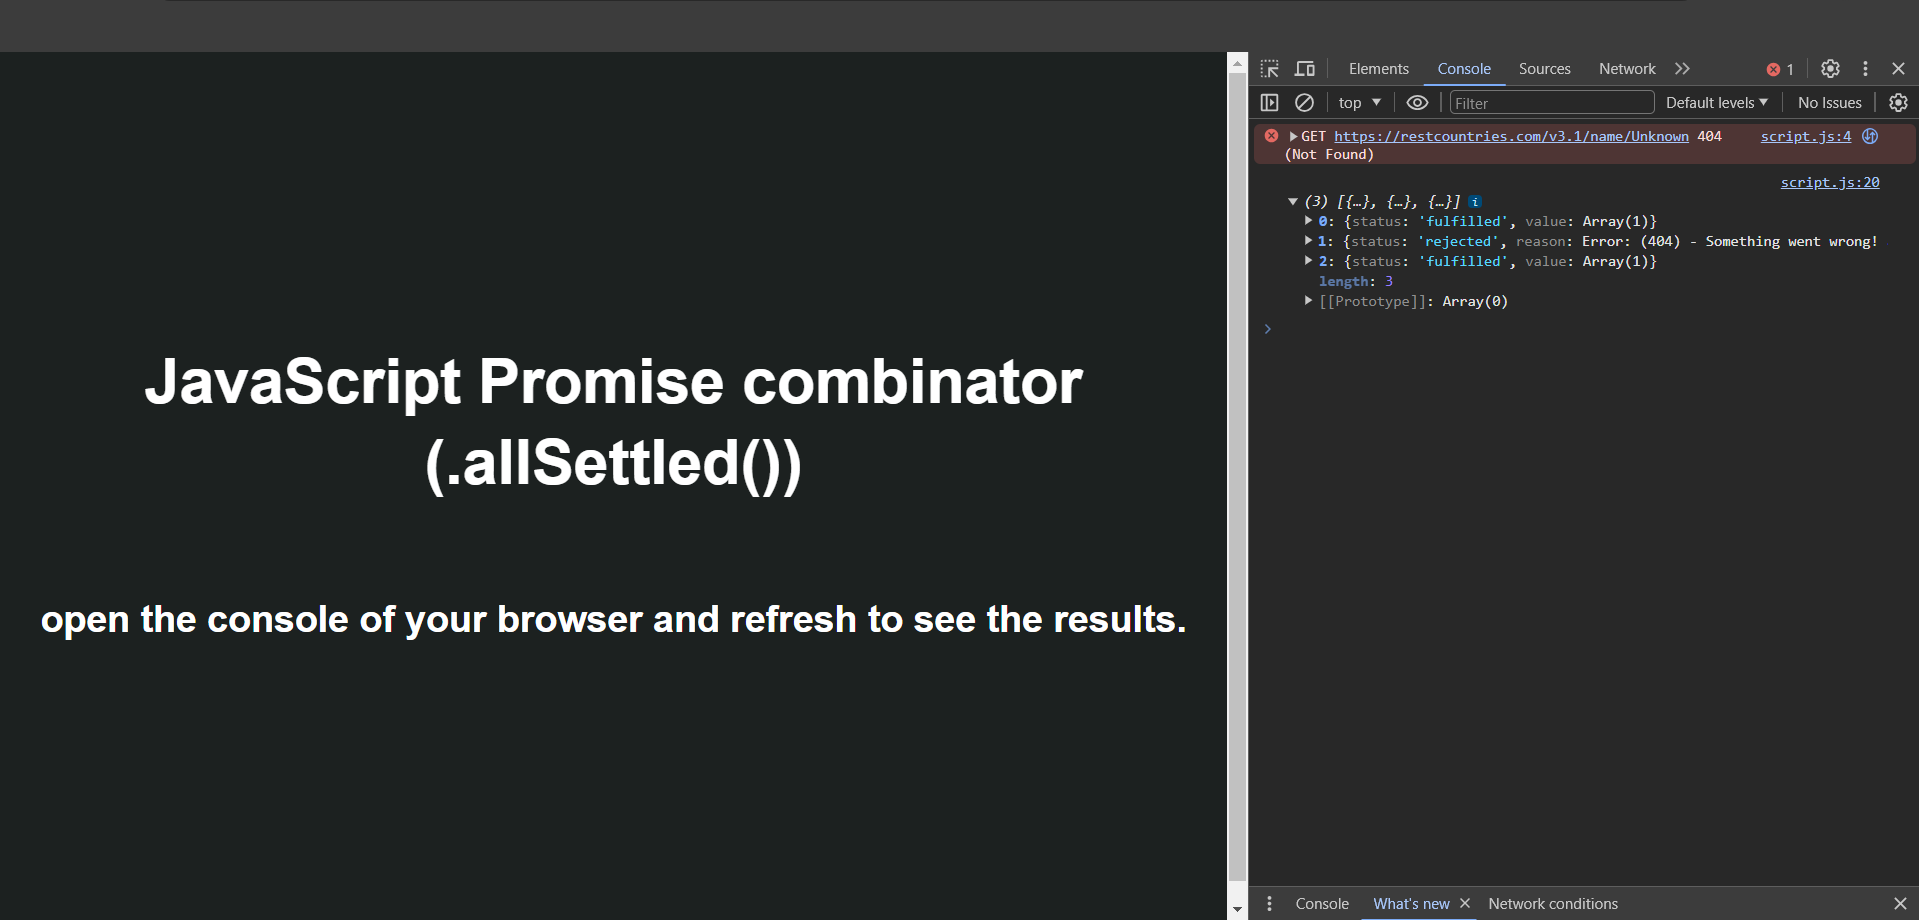 JavaScript Promise combinator
(.allSettled())
open the console of your browser and refresh to see the results.
Elements Console Sources Network 1
top Filter Default levels No Issues
GET https://restcountries.com/v3.1/name/Unknown 404 script.js:4
(Not Found)
script.js:20
(3) [{…}, {…}, {…}] i
0: {status: 'fulfilled', value: Array(1)}
1: {status: 'rejected', reason: Error: (404) - Something went wrong!
2: {status: 'fulfilled', value: Array(1)}
length: 3
[[Prototype]]: Array(0)
Console What's new Network conditions